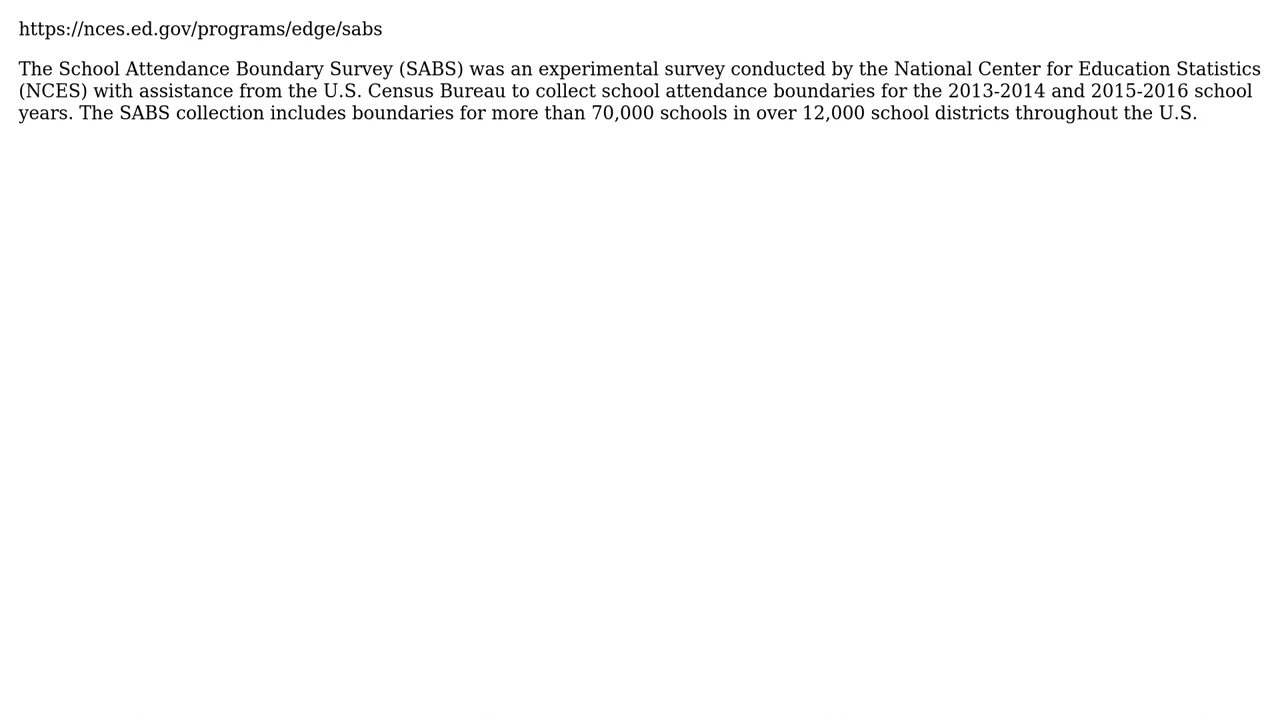 https://nces.ed.gov/programs/edge/sabs
The School Attendance Boundary Survey (SABS) was an experimental survey conducted by the National Center for Education Statistics
(NCES) with assistance from the U.S. Census Bureau to collect school attendance boundaries for the 2013-2014 and 2015-2016 school
years. The SABS collection includes boundaries for more than 70,000 schools in over 12,000 school districts throughout the U.S.